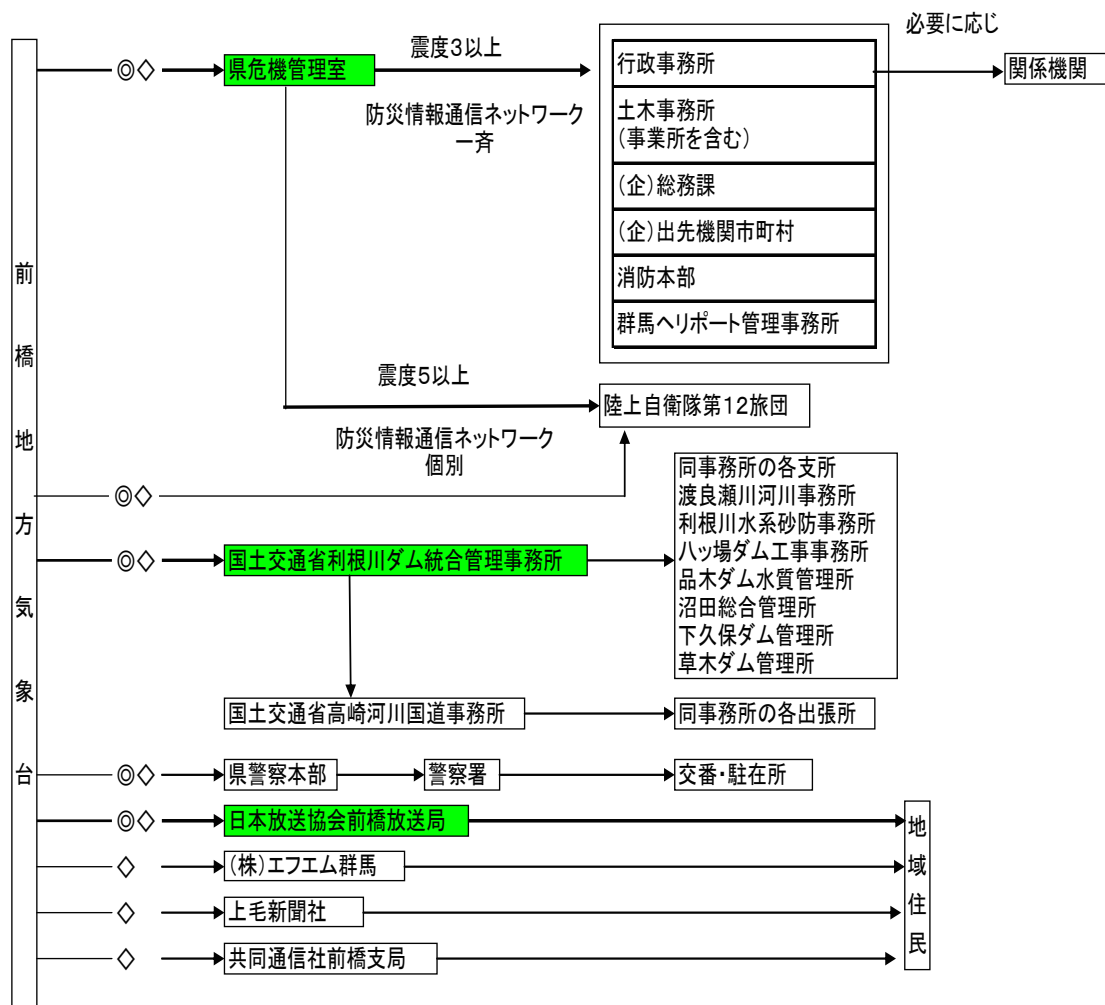 必要に応じ
前橋地方気象台
◎◇
県危機管理室
震度3以上
防災情報通信ネットワーク
一斉
行政事務所
土木事務所
(事業所を含む)
(企)総務課
(企)出先機関市町村
消防本部
群馬ヘリポート管理事務所
関係機関
震度5以上
防災情報通信ネットワーク
個別
陸上自衛隊第12旅団
◎◇
◎◇
国土交通省利根川ダム統合管理事務所
同事務所の各支所
渡良瀬川河川事務所
利根川水系砂防事務所
八ッ場ダム工事事務所
品木ダム水質管理所
沼田総合管理所
下久保ダム管理所
草木ダム管理所
国土交通省高崎河川国道事務所
同事務所の各出張所
◎◇
県警察本部
警察署
交番・駐在所
◎◇
日本放送協会前橋放送局
◇
(株)エフエム群馬
◇
上毛新聞社
◇
共同通信社前橋支局
地域住民